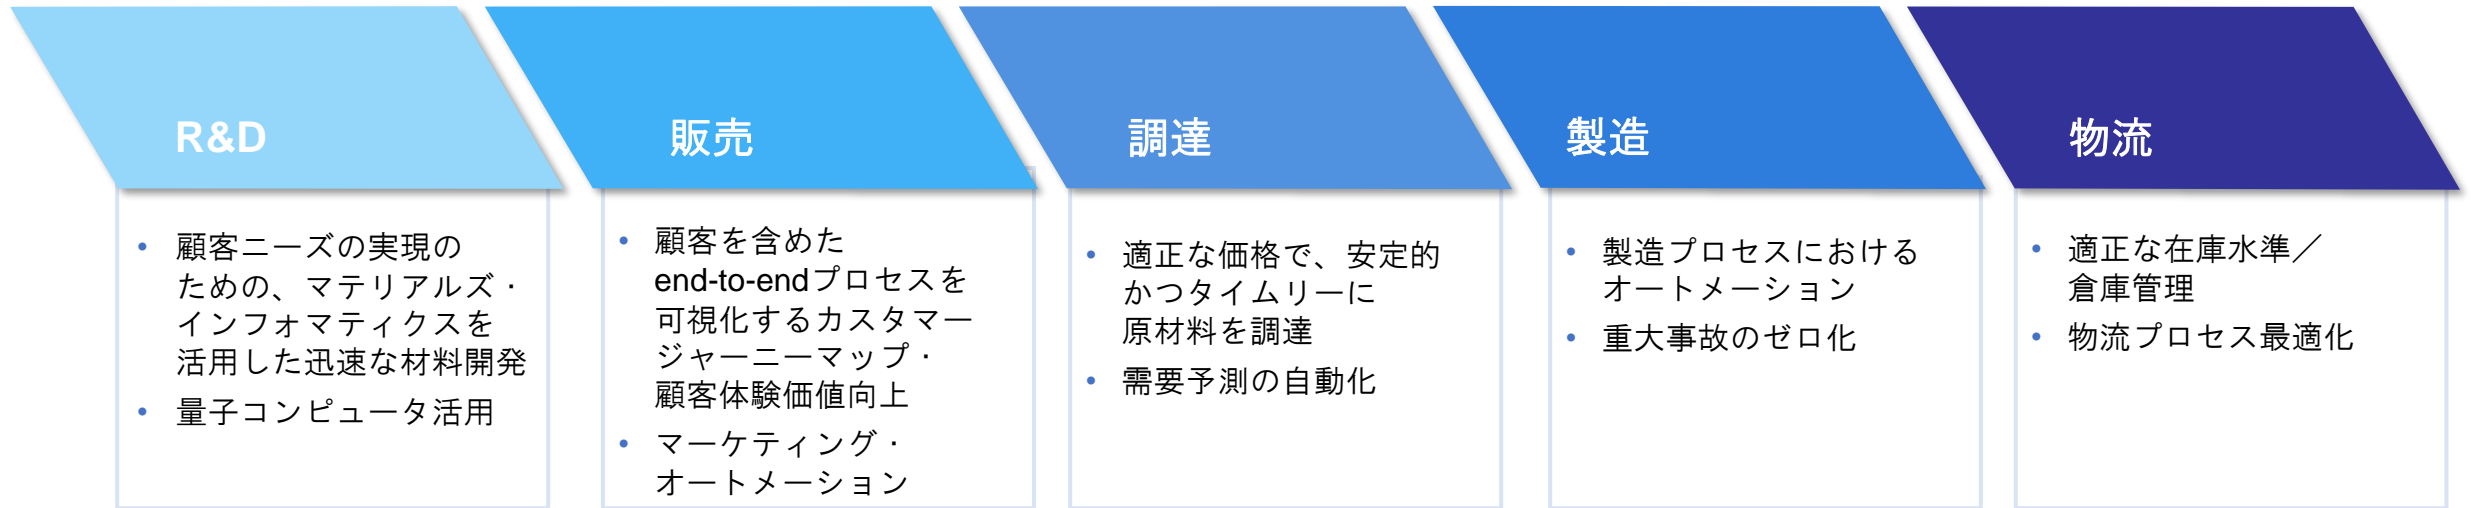 R&D
• 顧客ニーズの実現の
ための、マテリアルズ・
インフォマティクスを
活用した迅速な材料開発
• 量子コンピュータ活用
販売
• 顧客を含めた
end-to-endプロセスを
可視化するカスタマー
ジャーニーマップ・
顧客体験価値向上
• マーケティング・
オートメーション
調達
• 適正な価格で、安定的
かつタイムリーに
原材料を調達
• 需要予測の自動化
製造
• 製造プロセスにおける
オートメーション
• 重大事故のゼロ化
物流
• 適正な在庫水準／
倉庫管理
• 物流プロセス最適化